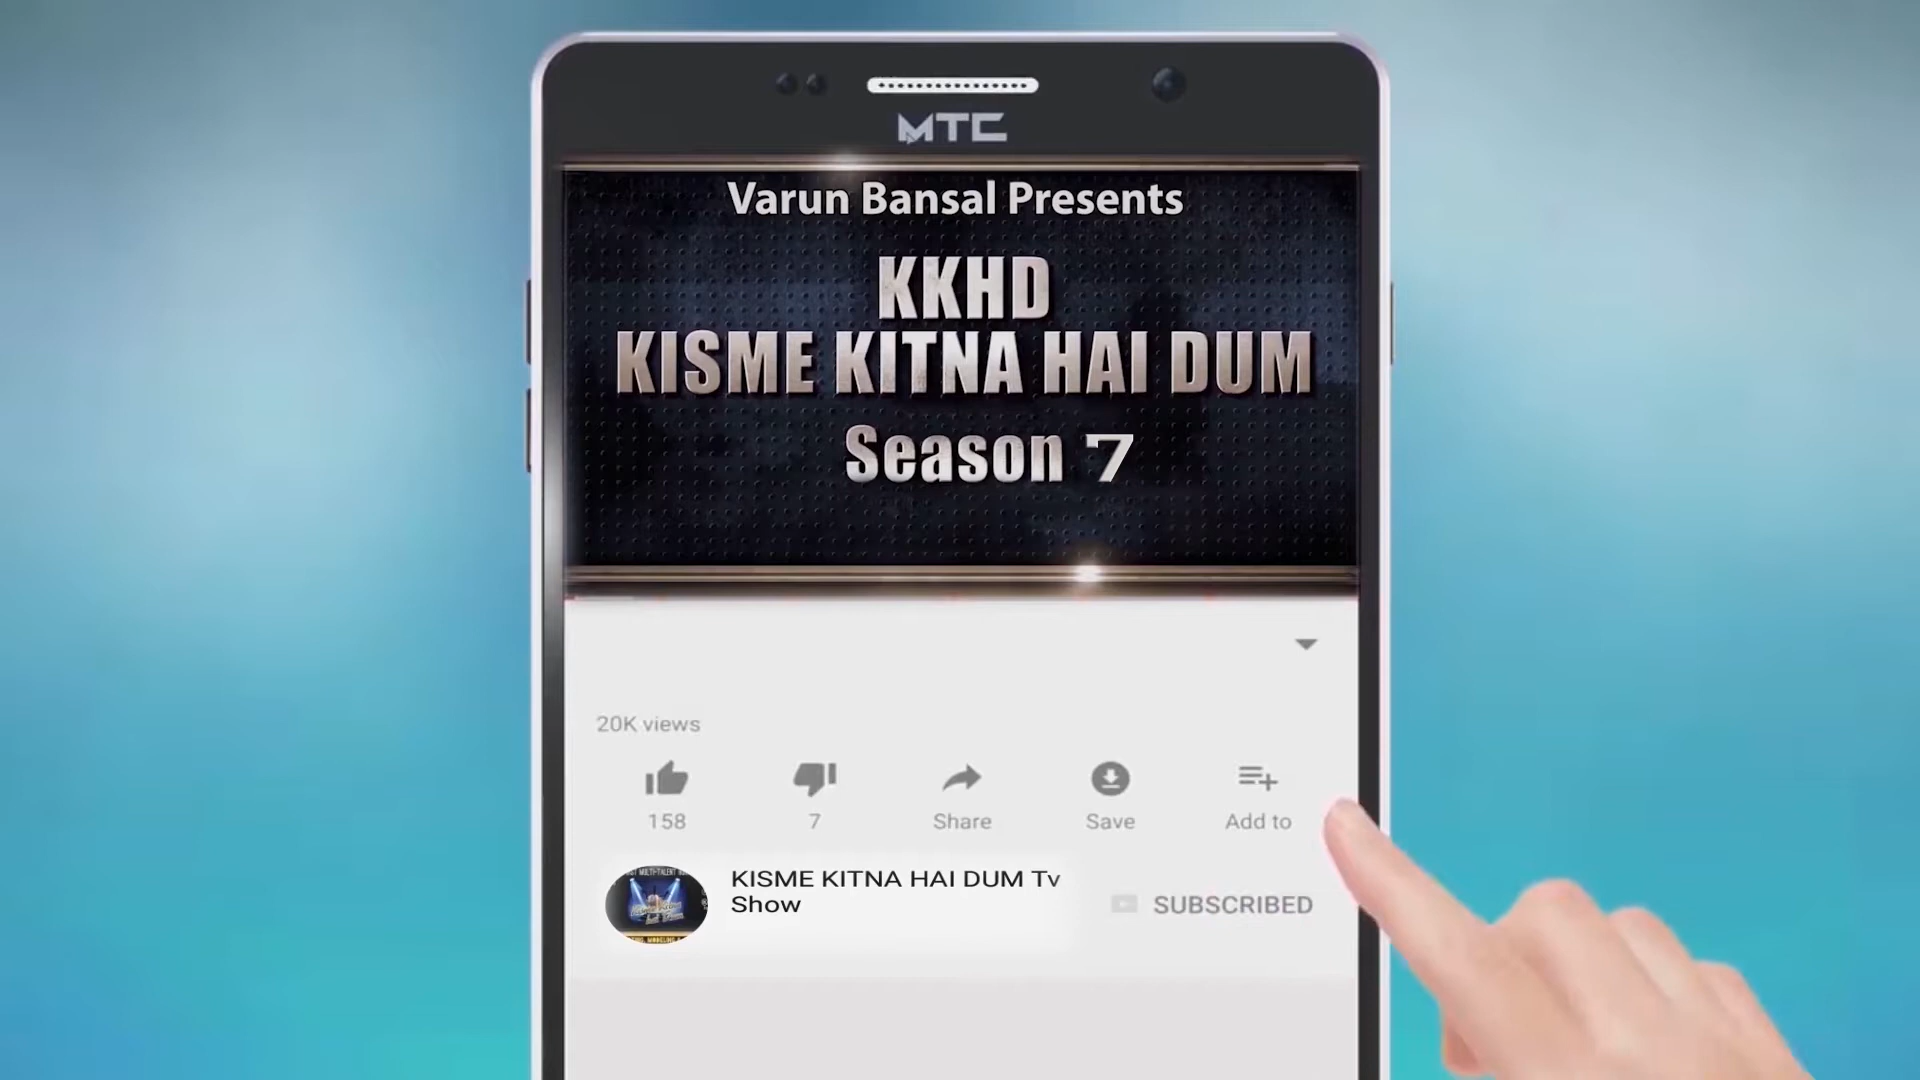 MTC
Varun Bansal Presents
KKHD
KISME KITNA HAI DUM
Season 7
20K views
158
7
Share
Save
Add to
KISME KITNA HAI DUM Tv
Show
SUBSCRIBED